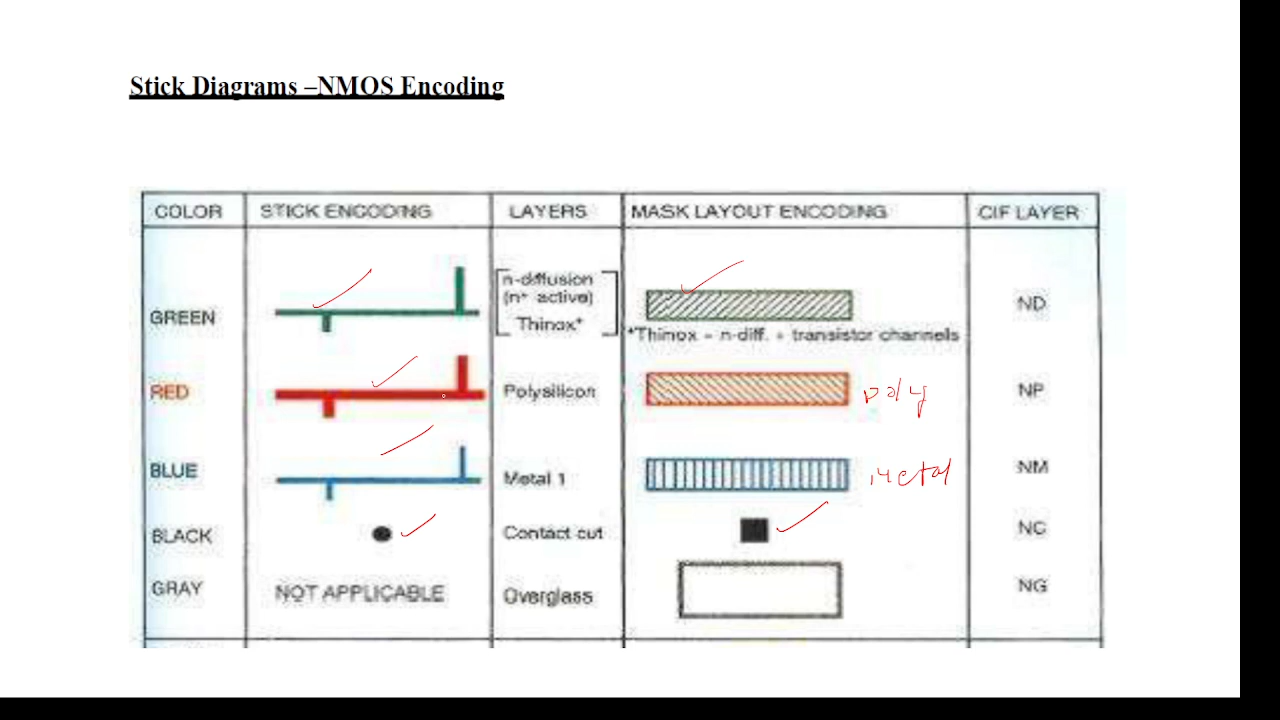 Stick Diagrams –NMOS Encoding
COLOR STICK ENCODING LAYERS MASK LAYOUT ENCODING CIF LAYER
GREEN n-diffusion (n+ active) Thinox* *Thinox = n-diff. + transistor channels ND
RED Polysilicon poly NP
BLUE Metal 1 Metal NM
BLACK Contact cut NC
GRAY NOT APPLICABLE Overglass NG